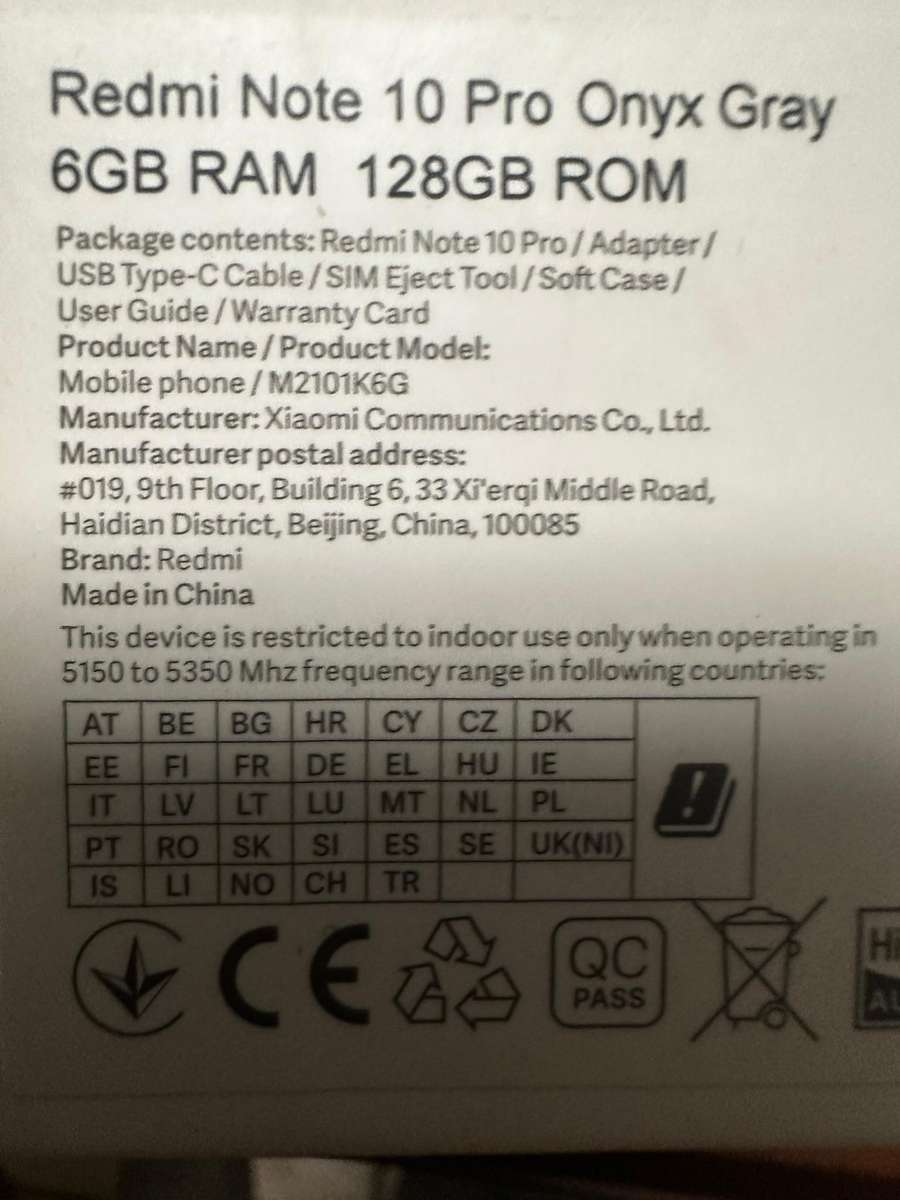 Redmi Note 10 Pro Onyx Gray
6GB RAM 128GB ROM
Package contents: Redmi Note 10 Pro / Adapter /
USB Type-C Cable / SIM Eject Tool / Soft Case /
User Guide / Warranty Card
Product Name / Product Model:
Mobile phone / M2101K6G
Manufacturer: Xiaomi Communications Co., Ltd.
Manufacturer postal address:
#019, 9th Floor, Building 6, 33 Xi'erqi Middle Road,
Haidian District, Beijing, China, 100085
Brand: Redmi
Made in China
This device is restricted to indoor use only when operating in
5150 to 5350 Mhz frequency range in following countries:
AT BE BG HR CY CZ DK
EE FI FR DE EL HU IE
IT LV LT LU MT NL PL
PT RO SK SI ES SE UK(NI)
IS LI NO CH TR
CE QC
PASS